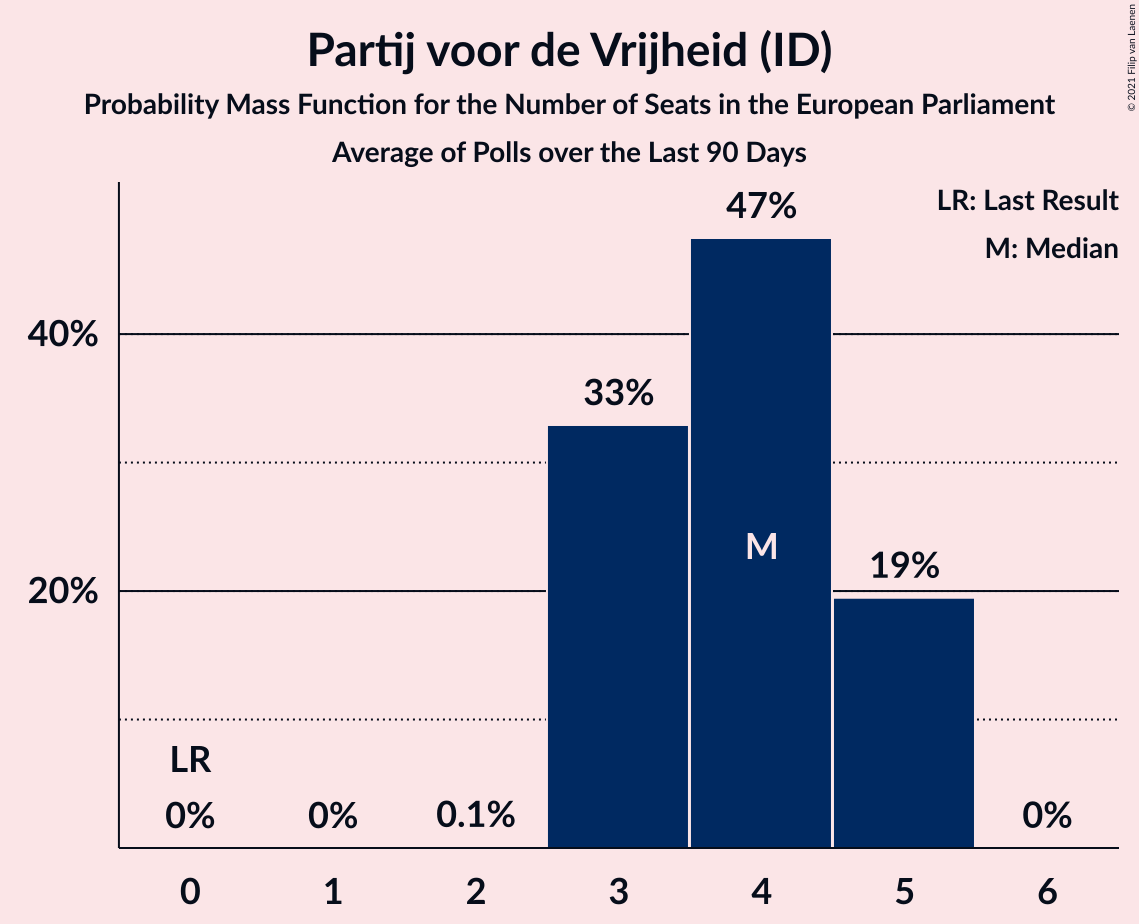 Partij voor de Vrijheid (ID)
Probability Mass Function for the Number of Seats in the European Parliament
Average of Polls over the Last 90 Days
© 2021 Filip van Laenen
LR: Last Result
M: Median
47%
40%
33%
M
19%
20%
LR
0%
0%
0.1%
0%
0
1
2
3
4
5
6